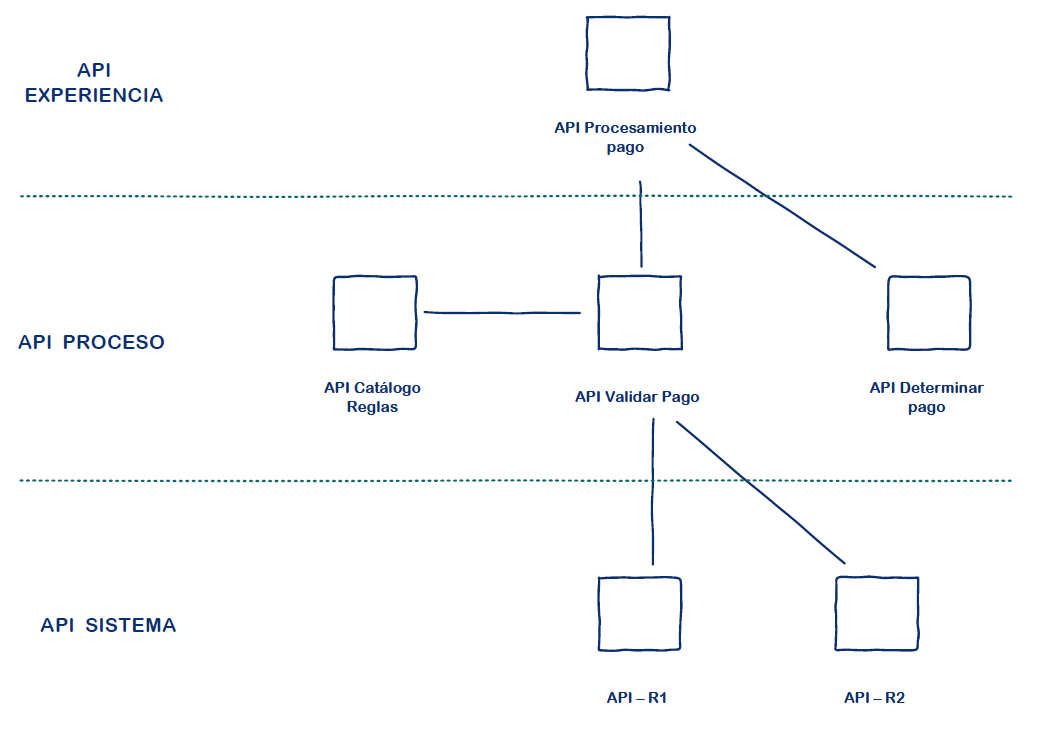 API
EXPERIENCIA
API Procesamiento
pago
API PROCESO
API Catálogo
Reglas
API Validar Pago
API Determinar
pago
API SISTEMA
API – R1
API – R2